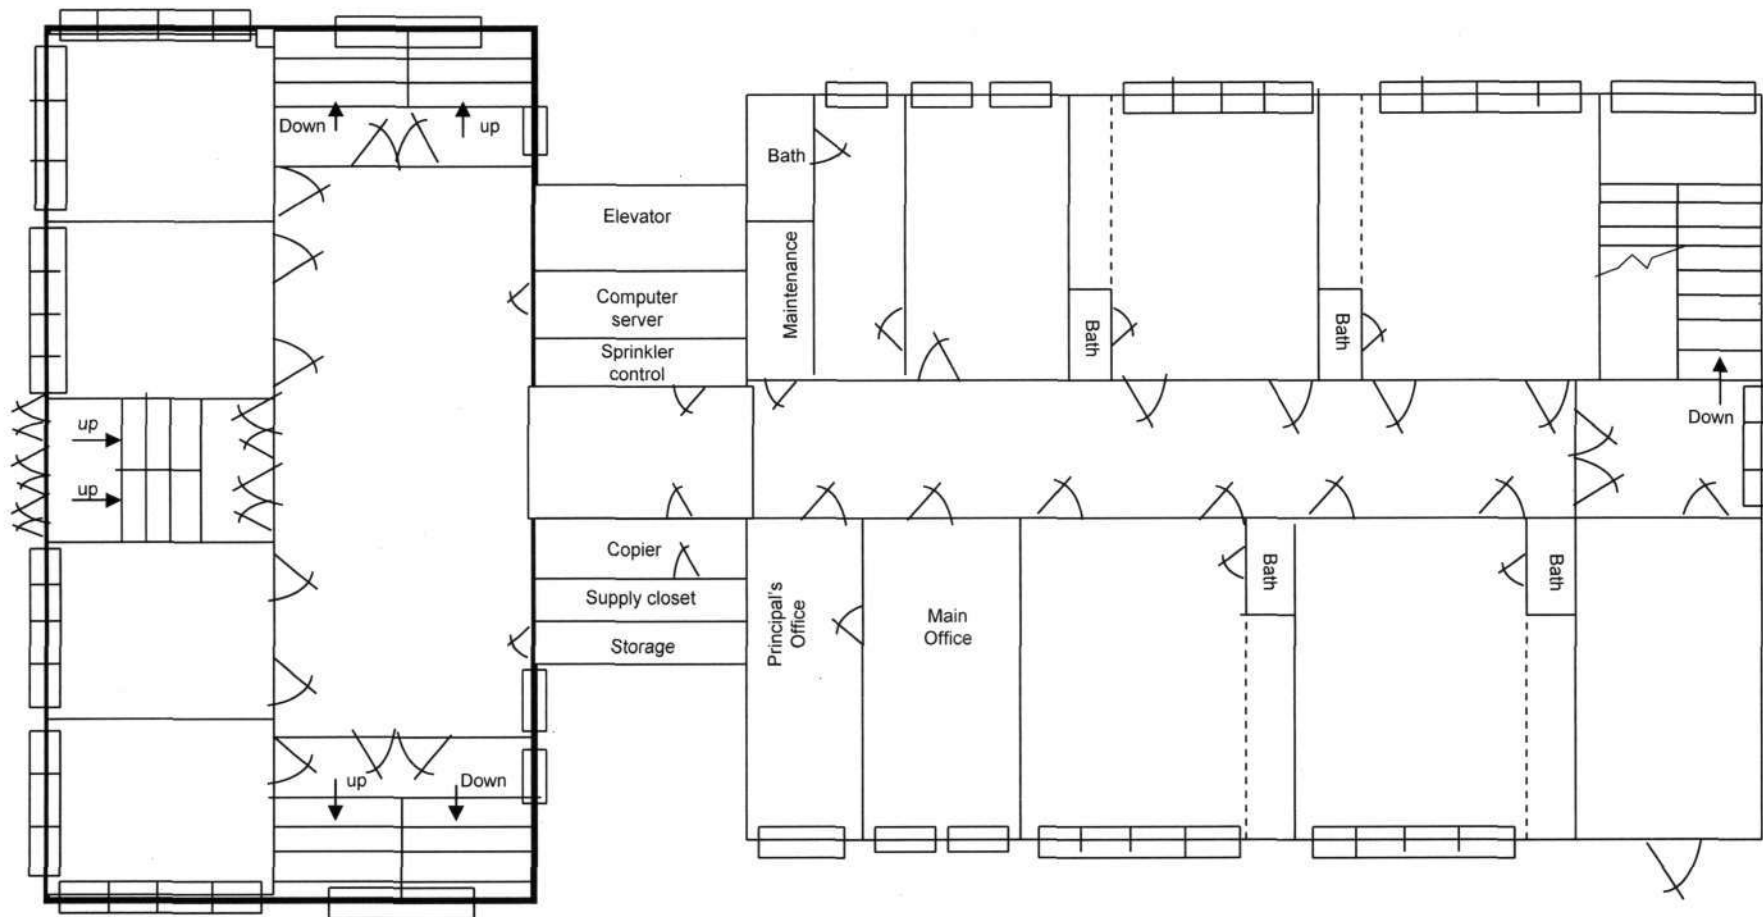 Down
up
Bath
Elevator
Maintenance
Computer
server
Sprinkler
control
Bath
Bath
up
up
Down
Copier
Supply closet
Storage
Principal's
Office
Main
Office
Bath
Bath
up
Down